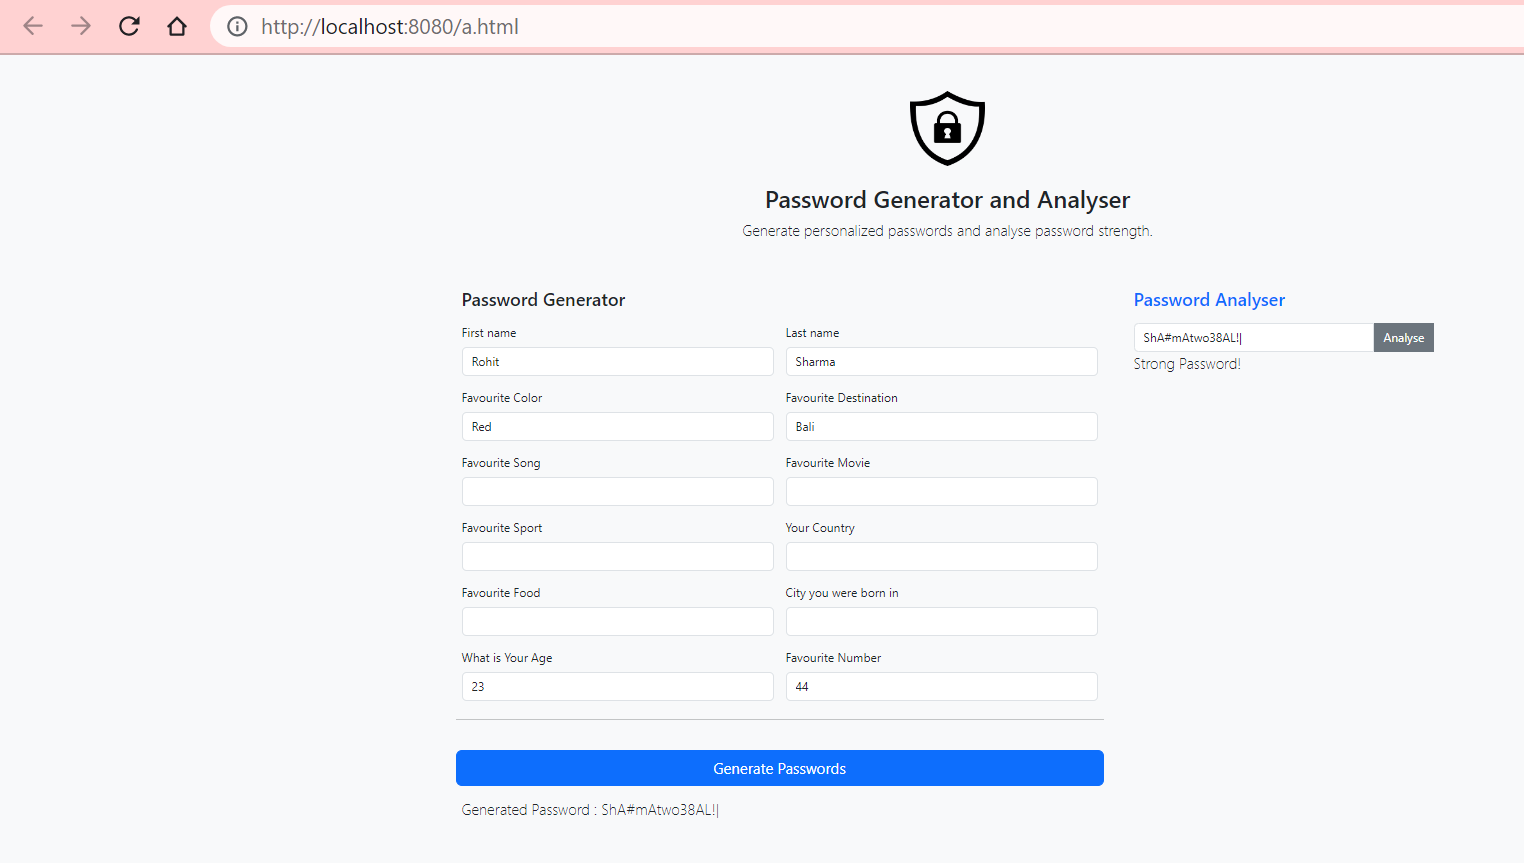 http://localhost:8080/a.html
Password Generator and Analyser
Generate personalized passwords and analyse password strength.
Password Generator
First name
Last name
Rohit
Sharma
Favourite Color
Favourite Destination
Red
Bali
Favourite Song
Favourite Movie
Favourite Sport
Your Country
Favourite Food
City you were born in
What is Your Age
Favourite Number
23
44
Generate Passwords
Generated Password : ShA#mAtwo38AL!|
Password Analyser
ShA#mAtwo38AL!|
Analyse
Strong Password!